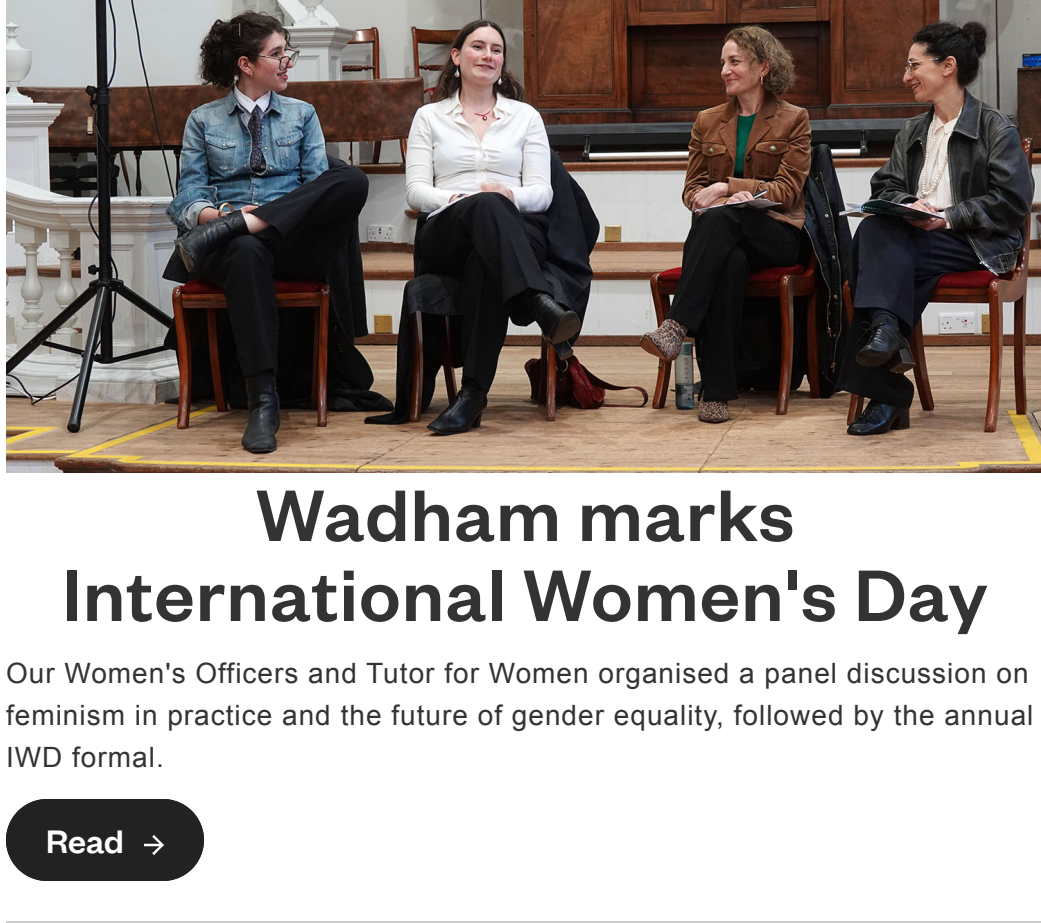 Wadham marks
International Women's Day
Our Women's Officers and Tutor for Women organised a panel discussion on
feminism in practice and the future of gender equality, followed by the annual
IWD formal.
Read →